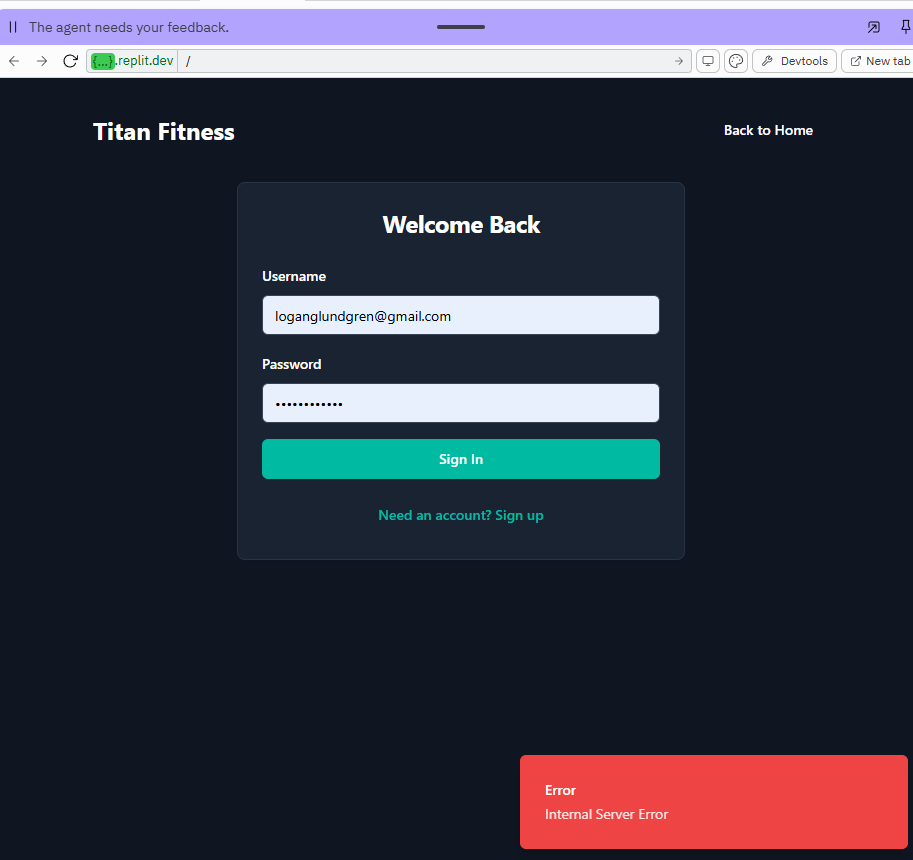 The agent needs your feedback.
{...}.replit.dev /
Devtools
New tab
Titan Fitness
Back to Home
Welcome Back
Username
loganglundgren@gmail.com
Password
••••••••••••
Sign In
Need an account? Sign up
Error
Internal Server Error